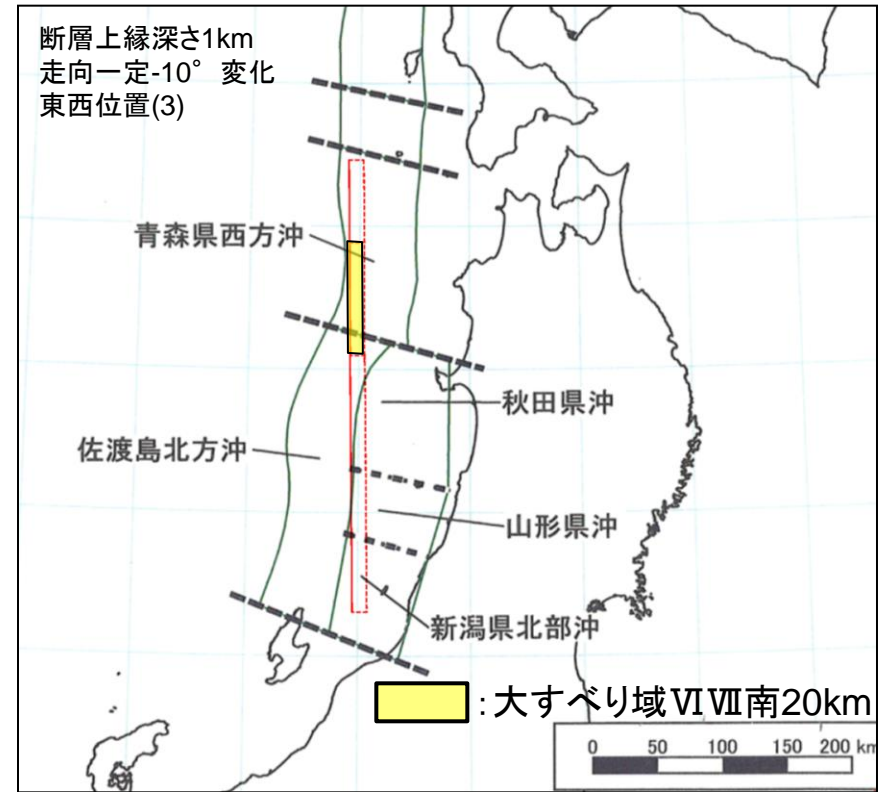 断層上縁深さ1km
走向一定-10°変化
東西位置(3)
青森県西方沖
秋田県沖
佐渡島北方沖
山形県沖
新潟県北部沖
:大すべり域ⅥⅦ南20km
0 50 100 150 200 km